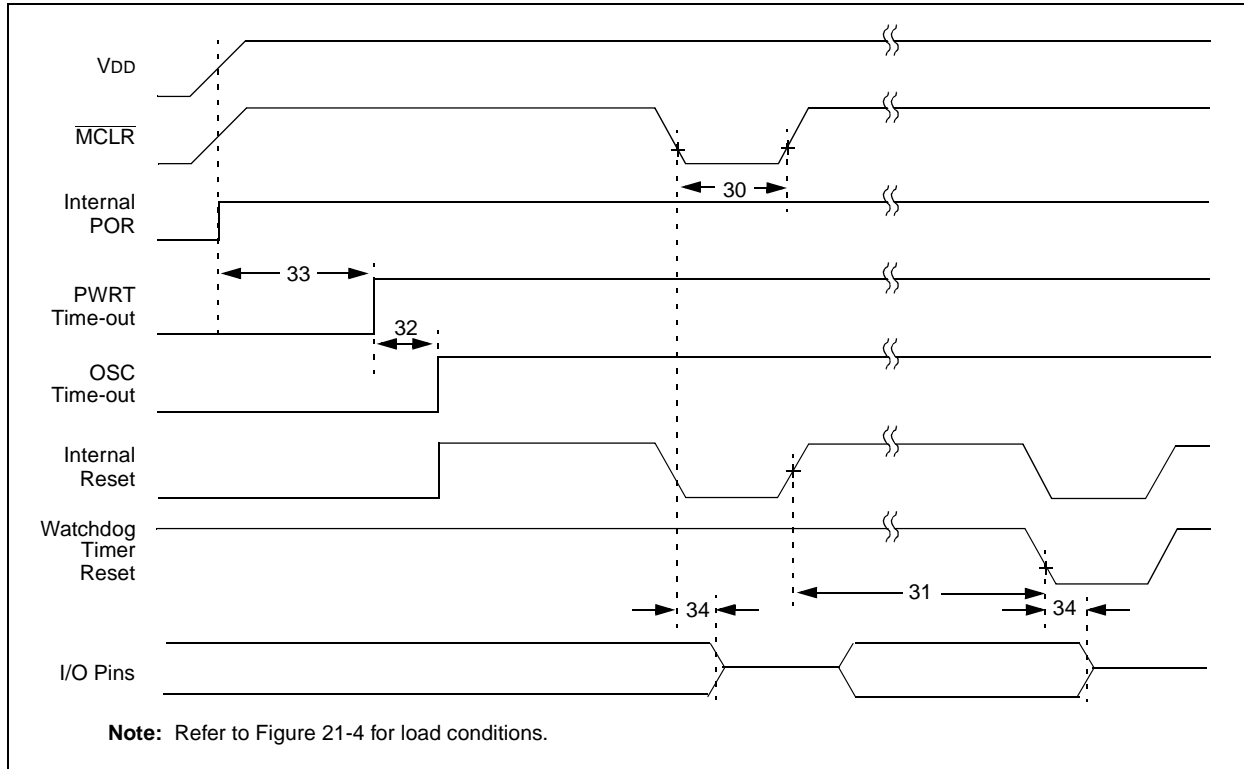 VDD
MCLR
Internal
POR
30
33
PWRT
Time-out
32
OSC
Time-out
Internal
Reset
Watchdog
Timer
Reset
31
34
34
I/O Pins
Note: Refer to Figure 21-4 for load conditions.